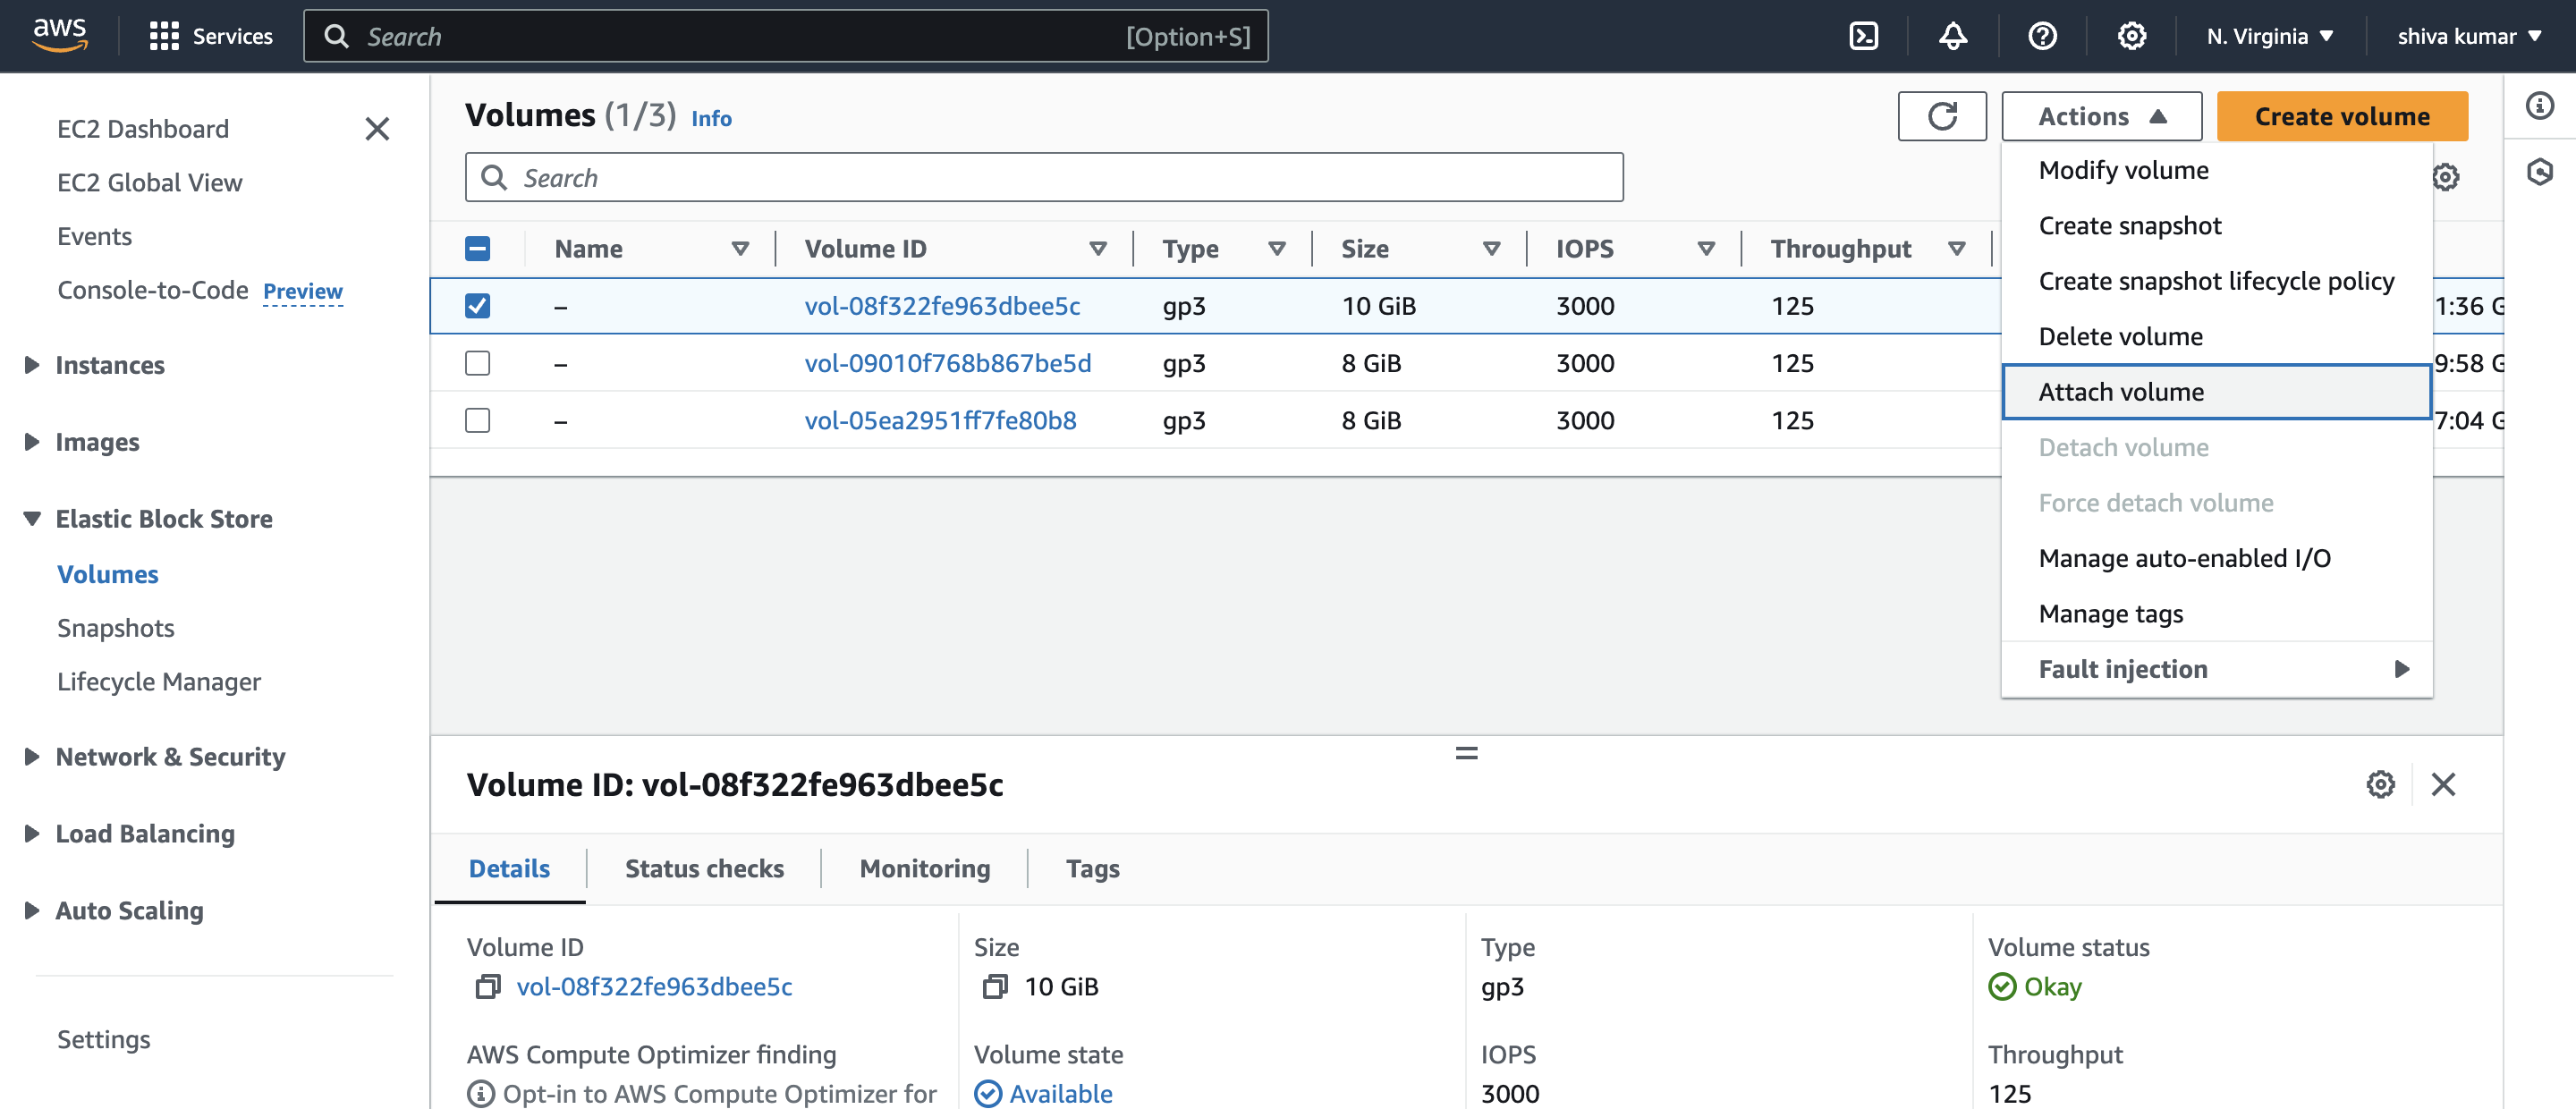 aws
Services
Search
[Option+S]
N. Virginia
shiva kumar
EC2 Dashboard
EC2 Global View
Events
Console-to-Code Preview
Instances
Images
Elastic Block Store
Volumes
Snapshots
Lifecycle Manager
Network & Security
Load Balancing
Auto Scaling
Settings
Volumes (1/3) Info
Actions
Create volume
Search
Name Volume ID Type Size IOPS Throughput
– vol-08f322fe963dbee5c gp3 10 GiB 3000 125 1:36 G
– vol-09010f768b867be5d gp3 8 GiB 3000 125 9:58 G
– vol-05ea2951ff7fe80b8 gp3 8 GiB 3000 125 7:04 G
Modify volume
Create snapshot
Create snapshot lifecycle policy
Delete volume
Attach volume
Detach volume
Force detach volume
Manage auto-enabled I/O
Manage tags
Fault injection
Volume ID: vol-08f322fe963dbee5c
Details
Status checks
Monitoring
Tags
Volume ID
vol-08f322fe963dbee5c
Size
10 GiB
Type
gp3
Volume status
Okay
AWS Compute Optimizer finding
Opt-in to AWS Compute Optimizer for
Volume state
Available
IOPS
3000
Throughput
125